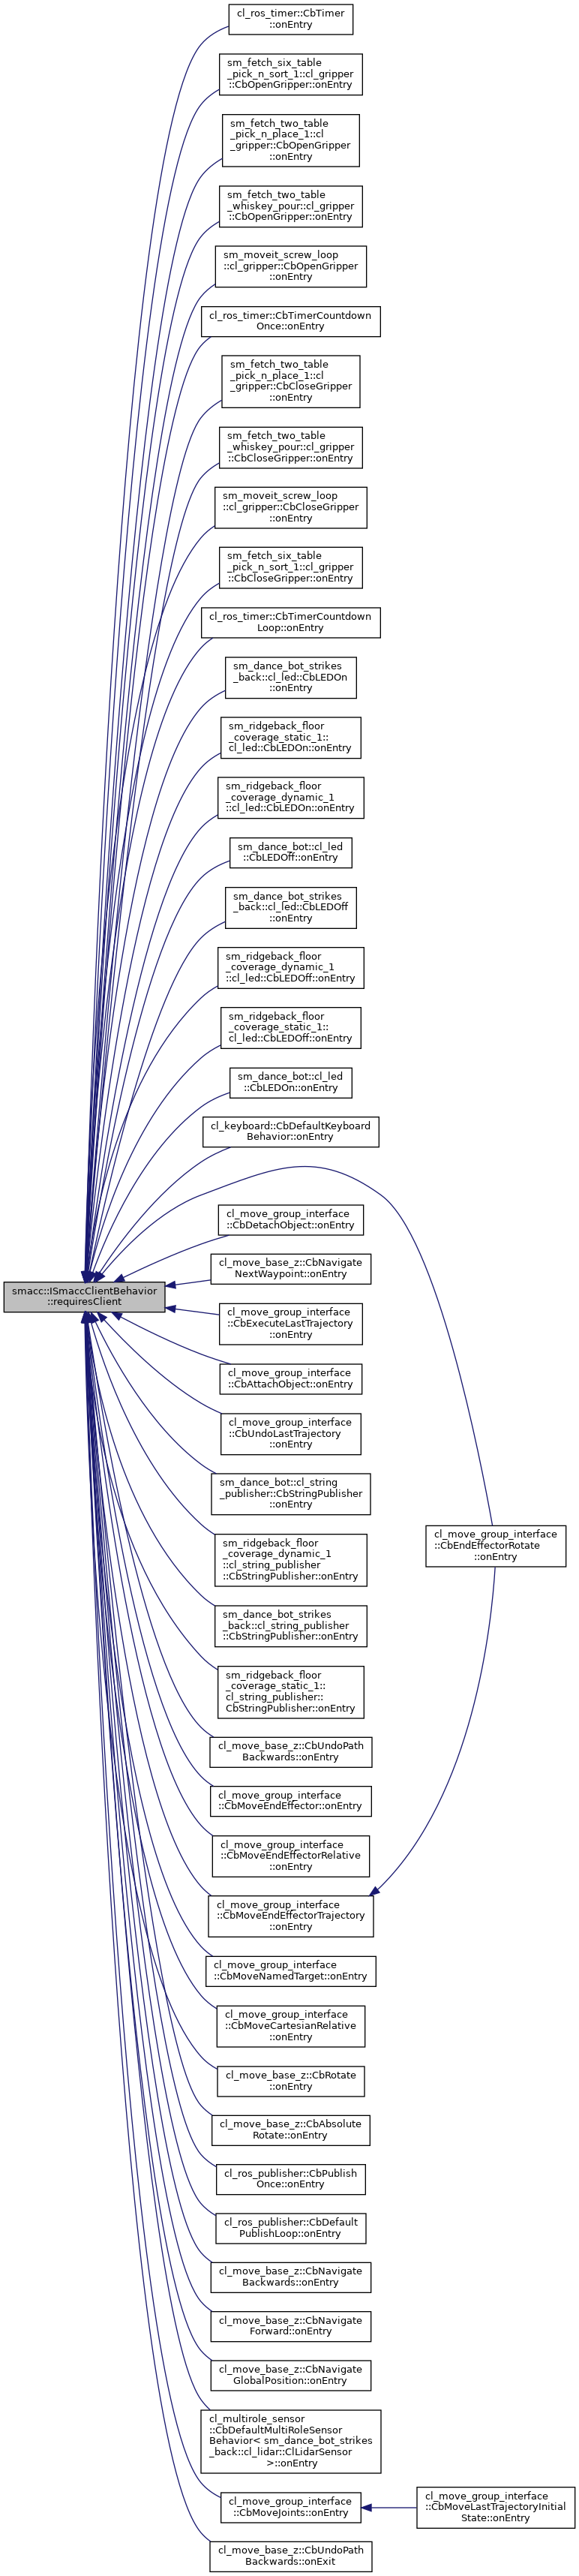 cl_ros_timer::CbTimer
::onEntry
sm_fetch_six_table
_pick_n_sort_1::cl_gripper
::CbOpenGripper::onEntry
sm_fetch_two_table
_pick_n_place_1::cl
_gripper::CbOpenGripper
::onEntry
sm_fetch_two_table
_whiskey_pour::cl_gripper
::CbOpenGripper::onEntry
sm_moveit_screw_loop
::cl_gripper::CbOpenGripper
::onEntry
cl_ros_timer::CbTimerCountdown
Once::onEntry
sm_fetch_two_table
_pick_n_place_1::cl
_gripper::CbCloseGripper
::onEntry
sm_fetch_two_table
_whiskey_pour::cl_gripper
::CbCloseGripper::onEntry
sm_moveit_screw_loop
::cl_gripper::CbCloseGripper
::onEntry
sm_fetch_six_table
_pick_n_sort_1::cl_gripper
::CbCloseGripper::onEntry
cl_ros_timer::CbTimerCountdown
Loop::onEntry
sm_dance_bot_strikes
_back::cl_led::CbLEDOn
::onEntry
sm_ridgeback_floor
_coverage_static_1::
cl_led::CbLEDOn::onEntry
sm_ridgeback_floor
_coverage_dynamic_1
::cl_led::CbLEDOn::onEntry
sm_dance_bot::cl_led
::CbLEDOff::onEntry
sm_dance_bot_strikes
_back::cl_led::CbLEDOff
::onEntry
sm_ridgeback_floor
_coverage_dynamic_1
::cl_led::CbLEDOff::onEntry
sm_ridgeback_floor
_coverage_static_1::
cl_led::CbLEDOff::onEntry
sm_dance_bot::cl_led
::CbLEDOn::onEntry
cl_keyboard::CbDefaultKeyboard
Behavior::onEntry
cl_move_group_interface
::CbDetachObject::onEntry
cl_move_base_z::CbNavigate
NextWaypoint::onEntry
smacc::ISmaccClientBehavior
::requiresClient
cl_move_group_interface
::CbExecuteLastTrajectory
::onEntry
cl_move_group_interface
::CbAttachObject::onEntry
cl_move_group_interface
::CbUndoLastTrajectory
::onEntry
sm_dance_bot::cl_string
_publisher::CbStringPublisher
::onEntry
cl_move_group_interface
::CbEndEffectorRotate
::onEntry
sm_ridgeback_floor
_coverage_dynamic_1
::cl_string_publisher
::CbStringPublisher::onEntry
sm_dance_bot_strikes
_back::cl_string_publisher
::CbStringPublisher::onEntry
sm_ridgeback_floor
_coverage_static_1::
cl_string_publisher::
CbStringPublisher::onEntry
cl_move_base_z::CbUndoPath
Backwards::onEntry
cl_move_group_interface
::CbMoveEndEffector::onEntry
cl_move_group_interface
::CbMoveEndEffectorRelative
::onEntry
cl_move_group_interface
::CbMoveEndEffectorTrajectory
::onEntry
cl_move_group_interface
::CbMoveNamedTarget::onEntry
cl_move_group_interface
::CbMoveCartesianRelative
::onEntry
cl_move_base_z::CbRotate
::onEntry
cl_move_base_z::CbAbsolute
Rotate::onEntry
cl_ros_publisher::CbPublish
Once::onEntry
cl_ros_publisher::CbDefault
PublishLoop::onEntry
cl_move_base_z::CbNavigate
Backwards::onEntry
cl_move_base_z::CbNavigate
Forward::onEntry
cl_move_base_z::CbNavigate
GlobalPosition::onEntry
cl_multirole_sensor
::CbDefaultMultiRoleSensor
Behavior< sm_dance_bot_strikes
_back::cl_lidar::ClLidarSensor
>::onEntry
cl_move_group_interface
::CbMoveJoints::onEntry
cl_move_group_interface
::CbMoveLastTrajectoryInitial
State::onEntry
cl_move_base_z::CbUndoPath
Backwards::onExit